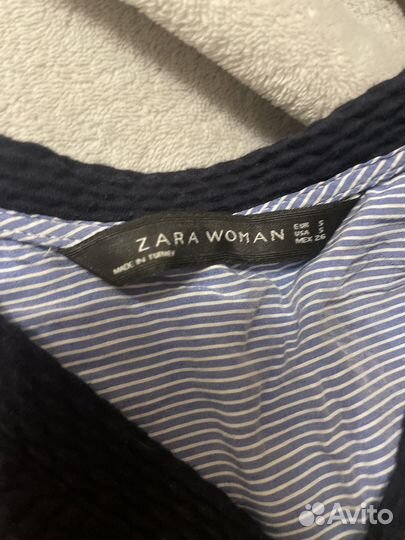 ZARA WOMAN
MADE IN TURKEY
EUR S
USA S
MEX 26
Avito